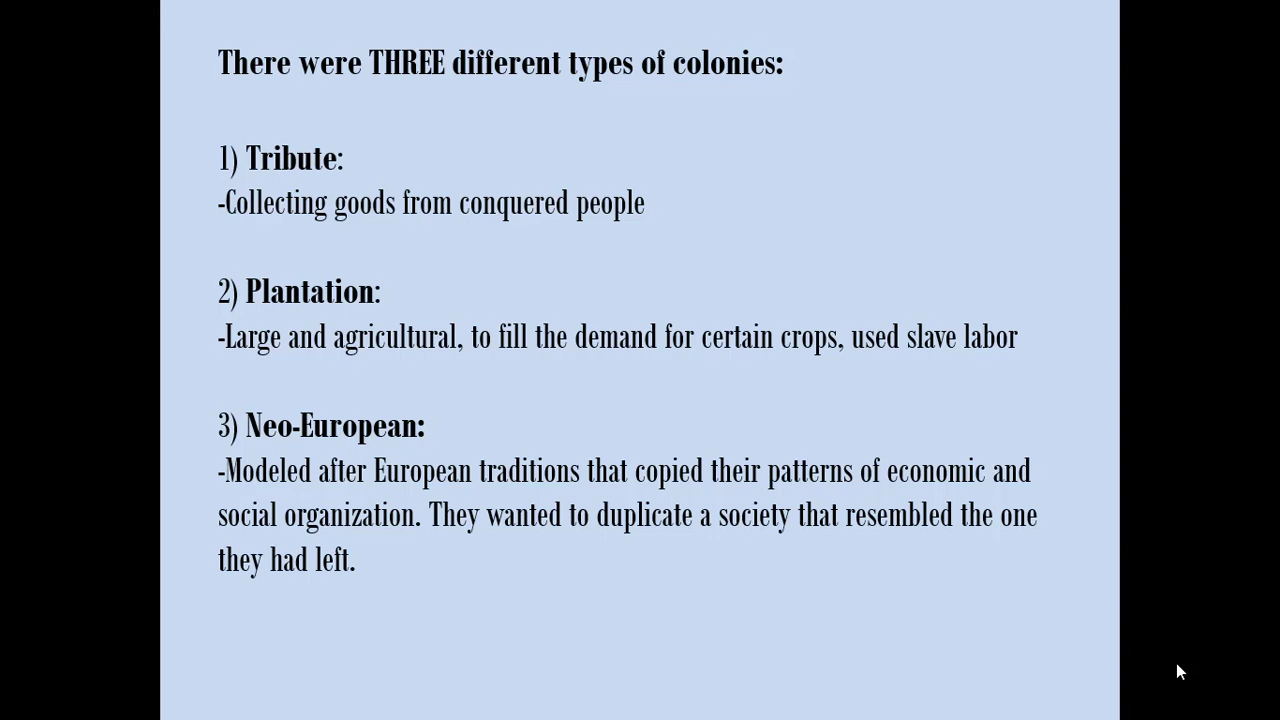 There were THREE different types of colonies:
1) Tribute:
-Collecting goods from conquered people
2) Plantation:
-Large and agricultural, to fill the demand for certain crops, used slave labor
3) Neo-European:
-Modeled after European traditions that copied their patterns of economic and
social organization. They wanted to duplicate a society that resembled the one
they had left.